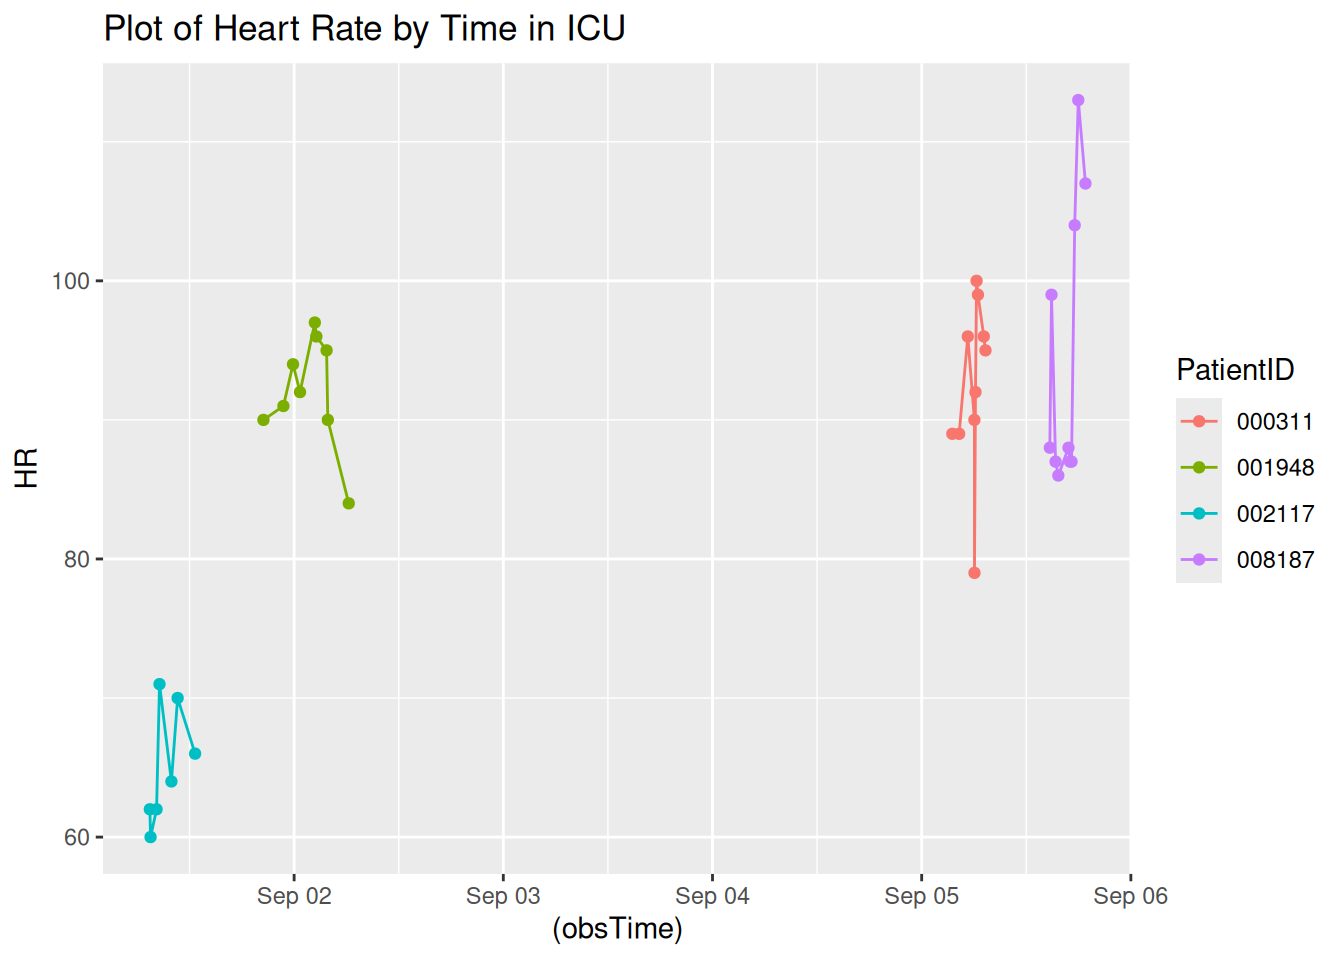 Plot of Heart Rate by Time in ICU
HR
100
80
60
Sep 02
Sep 03
Sep 04
Sep 05
Sep 06
(obsTime)
PatientID
000311
001948
002117
008187